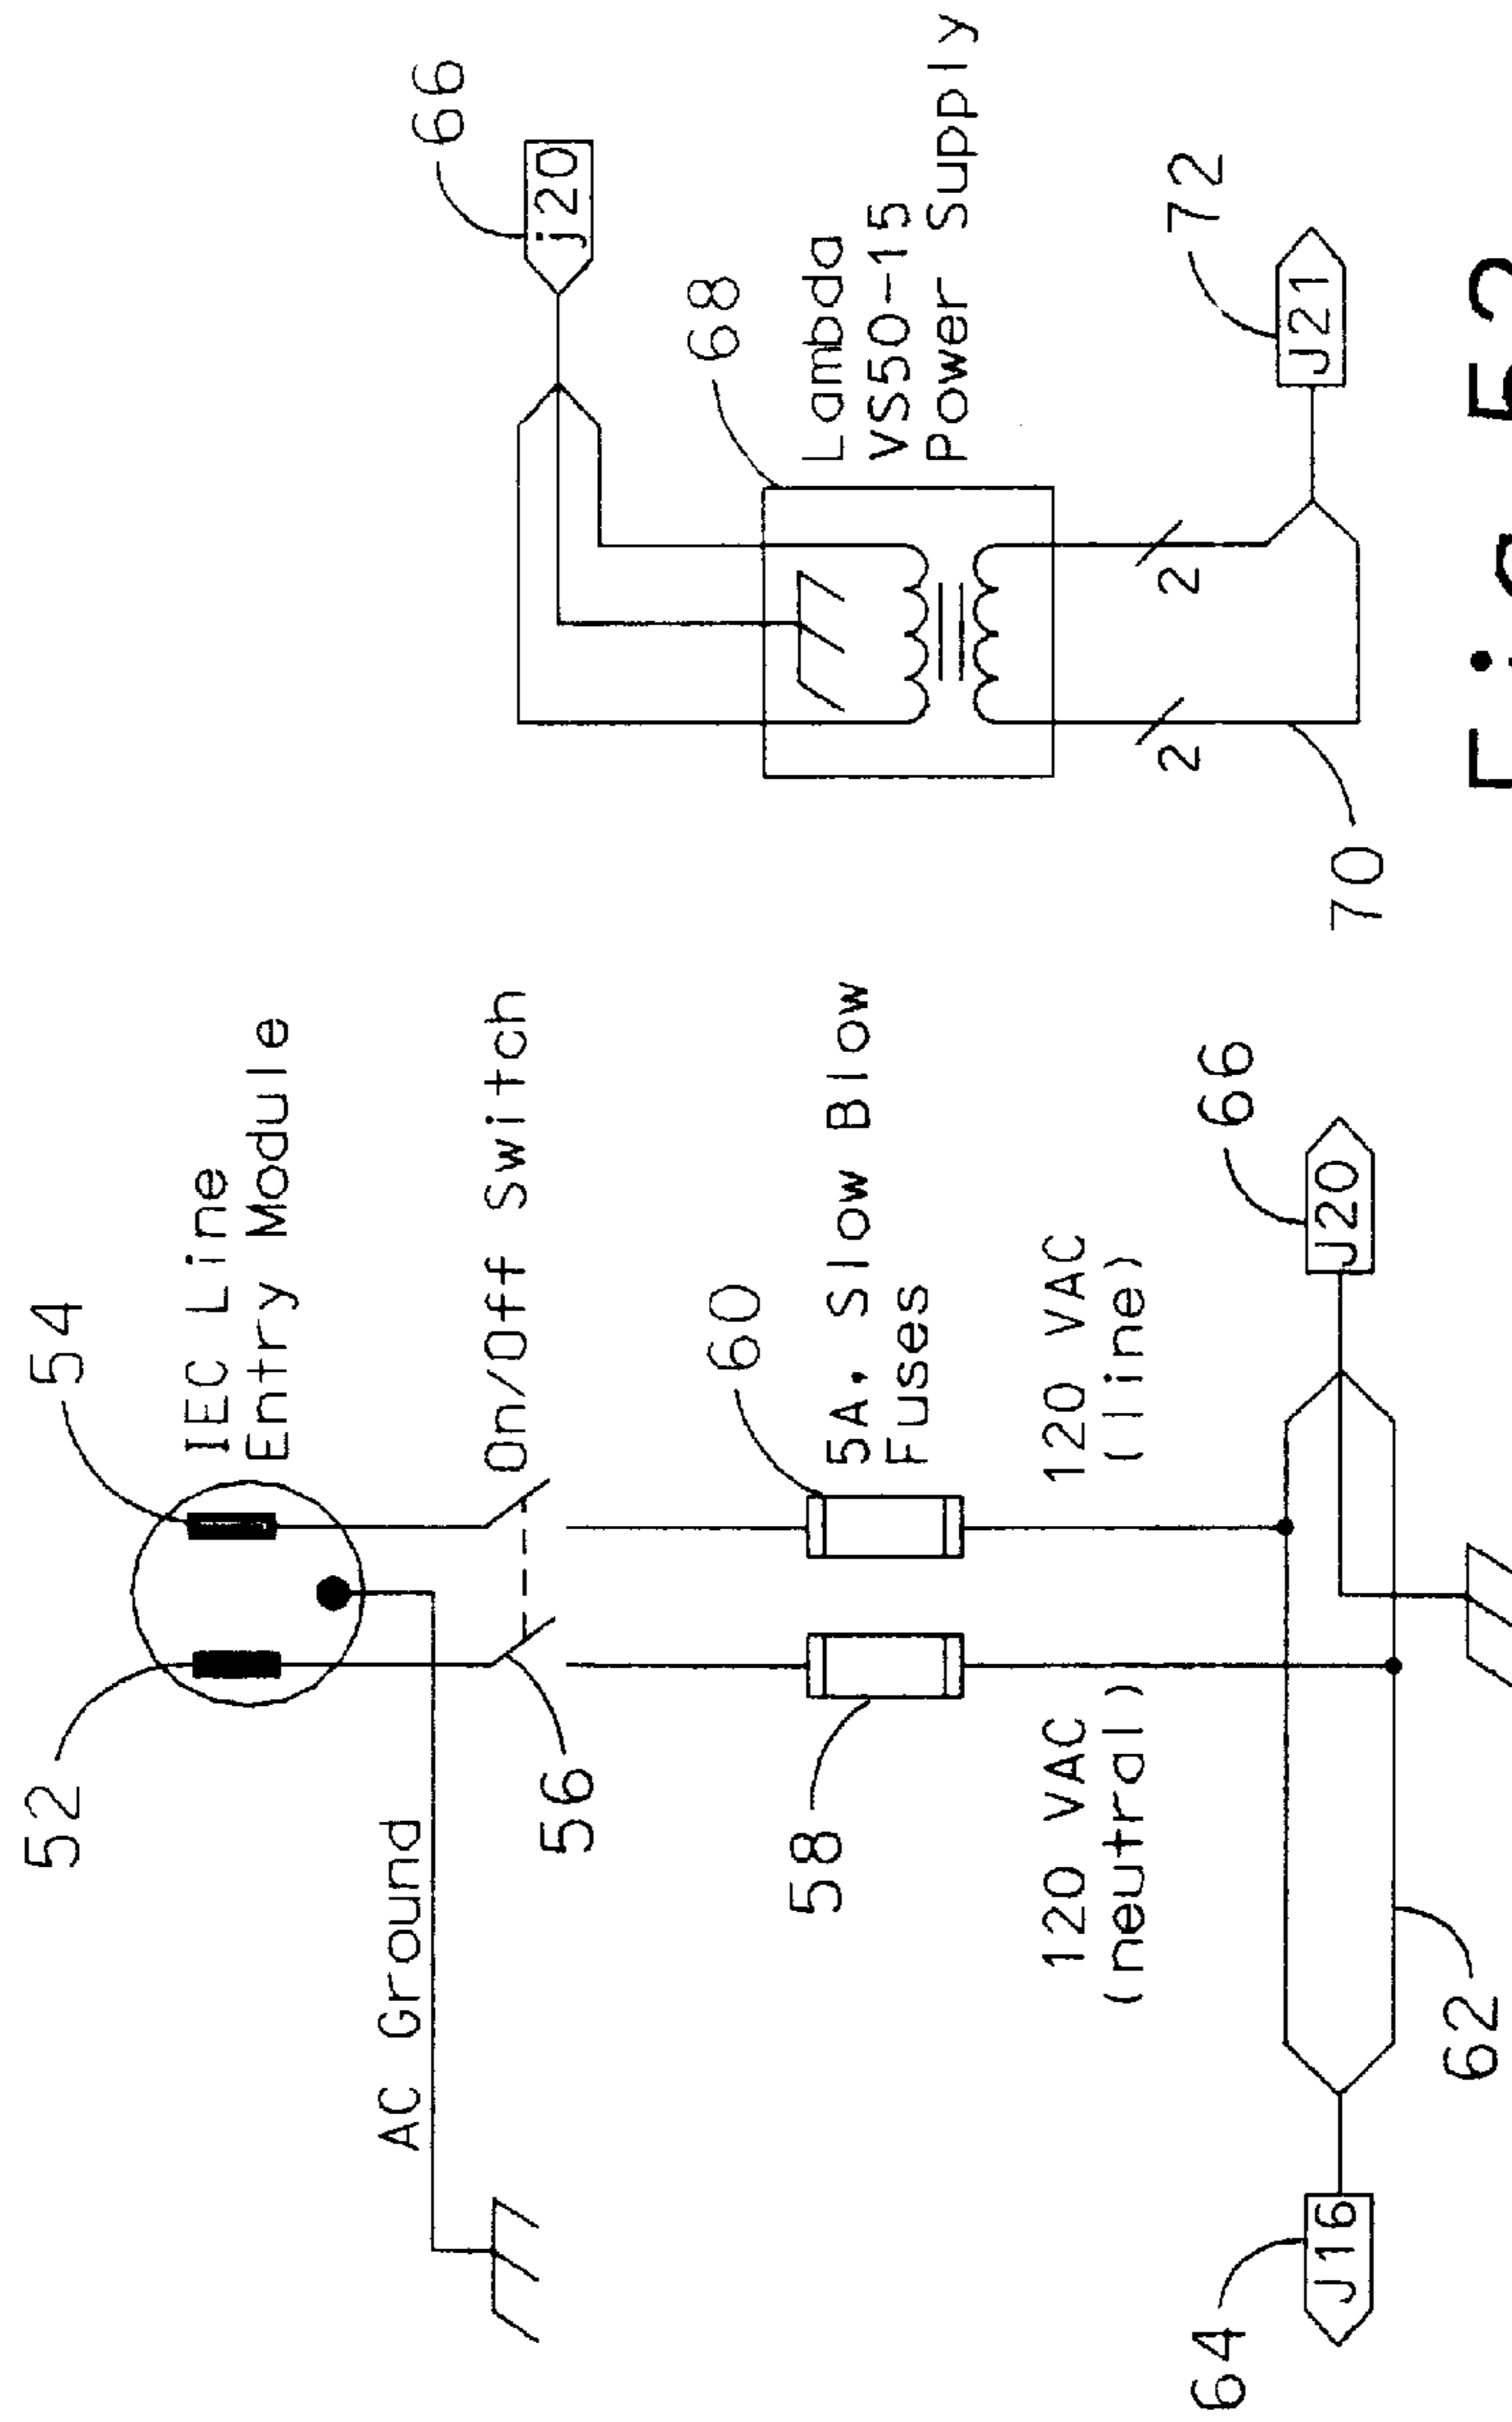 52
54
IEC Line
Entry Module
AC Ground
On/Off Switch
56
58
60
5A. Slow Blow
Fuses
120 VAC
(neutral)
120 VAC
(line)
64
J16
62
66
J20
66
j20
68
Lambda
VS50-15
Power Supply
2
2
70
72
J21